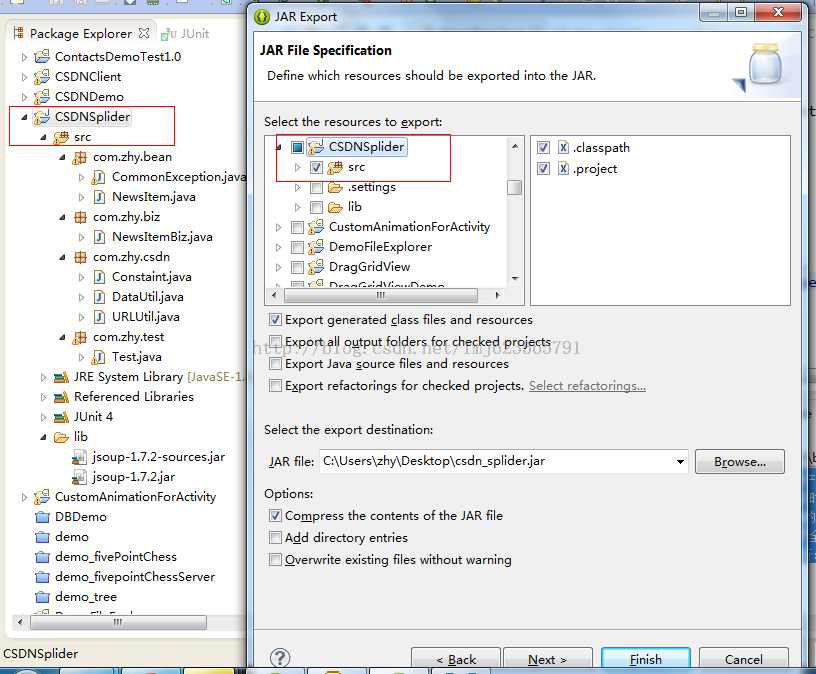 Package Explorer
JUnit
ContactsDemoTest1.0
CSDNClient
CSDNDemo
CSDNSplider
src
com.zhy.bean
CommonException.java
NewsItem.java
com.zhy.biz
NewsItemBiz.java
com.zhy.csdn
Constaint.java
DataUtil.java
URLUtil.java
com.zhy.test
Test.java
JRE System Library [JavaSE-1.
Referenced Libraries
JUnit 4
lib
jsoup-1.7.2-sources.jar
jsoup-1.7.2.jar
CustomAnimationForActivity
DBDemo
demo
demo_fivePointChess
demo_fivepointChessServer
demo_tree
CSDNSplider
JAR Export
JAR File Specification
Define which resources should be exported into the JAR.
Select the resources to export:
CSDNSplider
src
.settings
lib
CustomAnimationForActivity
DemoFileExplorer
DragGridView
DragGridViewDemo
.classpath
.project
Export generated class files and resources
Export all output folders for checked projects
Export Java source files and resources
Export refactorings for checked projects. Select refactorings...
Select the export destination:
JAR file: C:\Users\zhy\Desktop\csdn_splider.jar
Browse...
Options:
Compress the contents of the JAR file
Add directory entries
Overwrite existing files without warning
?
< Back
Next >
Finish
Cancel